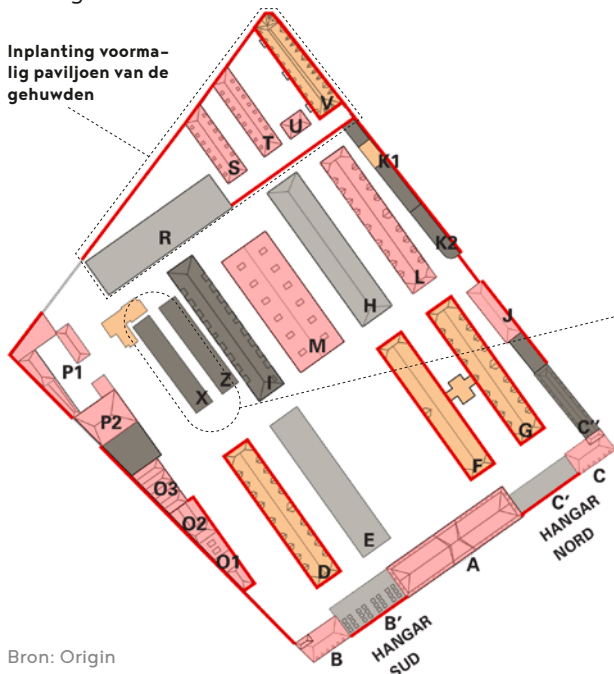 Inplanting voorma-
lig paviljoen van de
gehuwden
V
U
T
S
K1
K2
L
R
H
J
M
I
Z
X
P1
P2
G
F
C''
C
C'
HANGAR
NORD
O3
O2
O1
E
D
A
B'
B
HANGAR
SUD
Bron: Origin